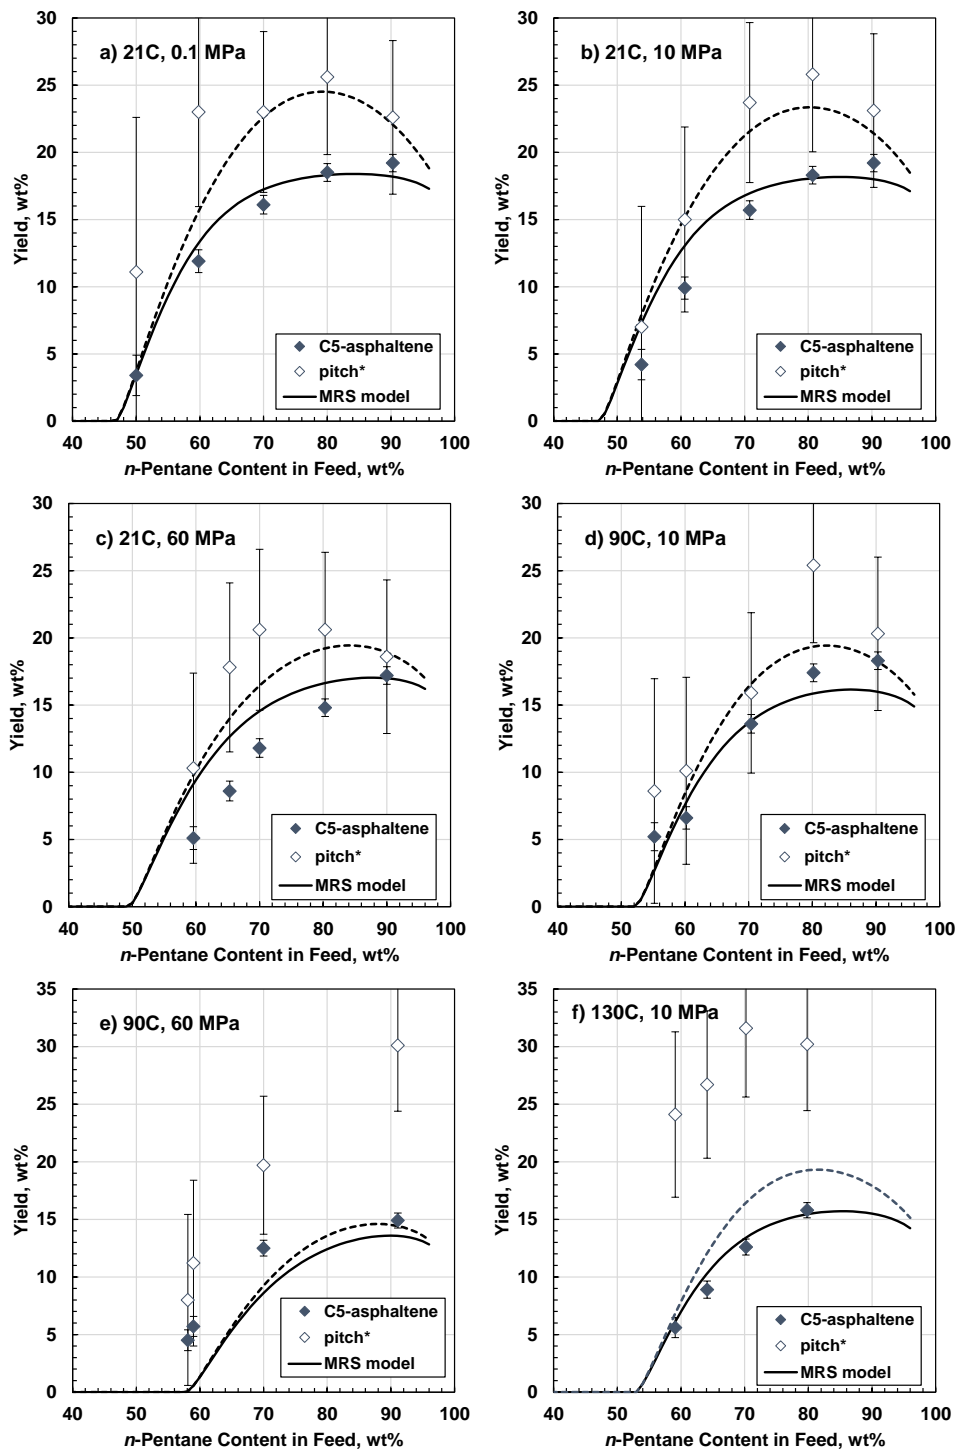 a) 21C, 0.1 MPa
Yield, wt%
30
25
20
15
10
5
0
C5-asphaltene
pitch*
MRS model
40 50 60 70 80 90 100
n-Pentane Content in Feed, wt%
b) 21C, 10 MPa
Yield, wt%
30
25
20
15
10
5
0
C5-asphaltene
pitch*
MRS model
40 50 60 70 80 90 100
n-Pentane Content in Feed, wt%
c) 21C, 60 MPa
Yield, wt%
30
25
20
15
10
5
0
C5-asphaltene
pitch*
MRS model
40 50 60 70 80 90 100
n-Pentane Content in Feed, wt%
d) 90C, 10 MPa
Yield, wt%
30
25
20
15
10
5
0
C5-asphaltene
pitch*
MRS model
40 50 60 70 80 90 100
n-Pentane Content in Feed, wt%
e) 90C, 60 MPa
Yield, wt%
35
30
25
20
15
10
5
0
C5-asphaltene
pitch*
MRS model
40 50 60 70 80 90 100
n-Pentane Content in Feed, wt%
f) 130C, 10 MPa
Yield, wt%
35
30
25
20
15
10
5
0
C5-asphaltene
pitch*
MRS model
40 50 60 70 80 90 100
n-Pentane Content in Feed, wt%